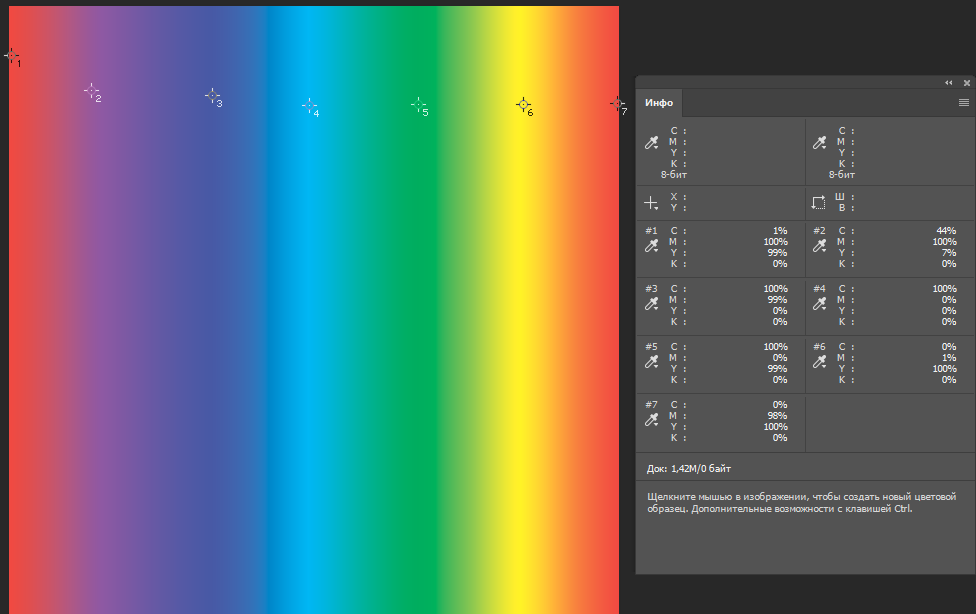 1
2
3
4
5
6
7
Инфо
C :
M :
Y :
K :
8-бит
C :
M :
Y :
K :
8-бит
X :
Y :
Ш :
В :
#1 C : 1%
M : 100%
Y : 99%
K : 0%
#2 C : 44%
M : 100%
Y : 7%
K : 0%
#3 C : 100%
M : 99%
Y : 0%
K : 0%
#4 C : 100%
M : 0%
Y : 0%
K : 0%
#5 C : 100%
M : 0%
Y : 99%
K : 0%
#6 C : 0%
M : 1%
Y : 100%
K : 0%
#7 C : 0%
M : 98%
Y : 100%
K : 0%
Док: 1,42M/0 байт
Щелкните мышью в изображении, чтобы создать новый цветовой
образец. Дополнительные возможности с клавишей Ctrl.